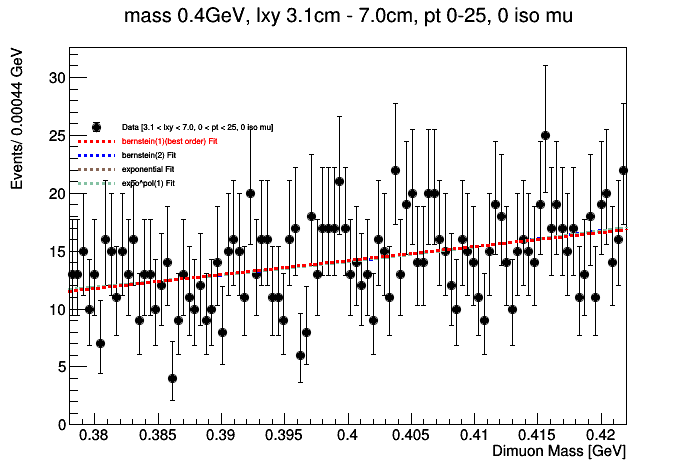 mass 0.4GeV, lxy 3.1cm - 7.0cm, pt 0-25, 0 iso mu
Events/ 0.00044 GeV
30
25
20
15
10
5
0
Data [3.1 < lxy < 7.0, 0 < pt < 25, 0 iso mu]
bernstein(1)(best order) Fit
bernstein(2) Fit
exponential Fit
expo*pol(1) Fit
0.38 0.385 0.39 0.395 0.4 0.405 0.41 0.415 0.42
Dimuon Mass [GeV]